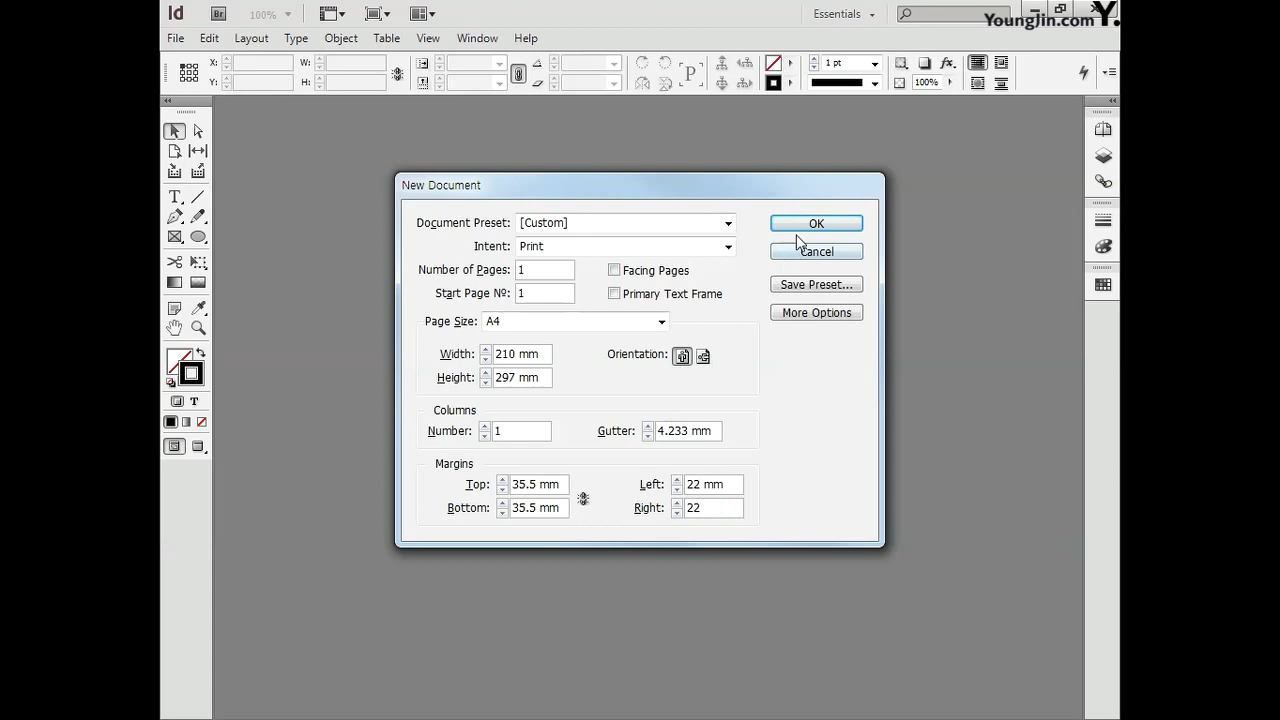 Id Br 100% Essentials
YoungJin.com Y.
File Edit Layout Type Object Table View Window Help
X: W: 1 pt
Y: H: P 100%
New Document
Document Preset: [Custom] OK
Intent: Print Cancel
Number of Pages: 1 Facing Pages
Start Page Nº: 1 Primary Text Frame Save Preset...
Page Size: A4 More Options
Width: 210 mm Orientation:
Height: 297 mm
Columns
Number: 1 Gutter: 4.233 mm
Margins
Top: 35.5 mm Left: 22 mm
Bottom: 35.5 mm Right: 22